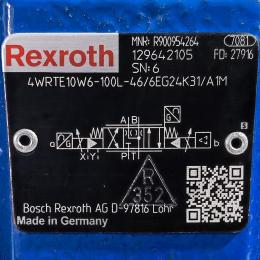 Rexroth
MNR: R900954264
7081
129642105
FD: 27916
SN: 6
4WRTE10W6-100L-46/6EG24K31/A1M
A B
X Y
P T
R
352
Bosch Rexroth AG D-97816 Lohr
Made in Germany